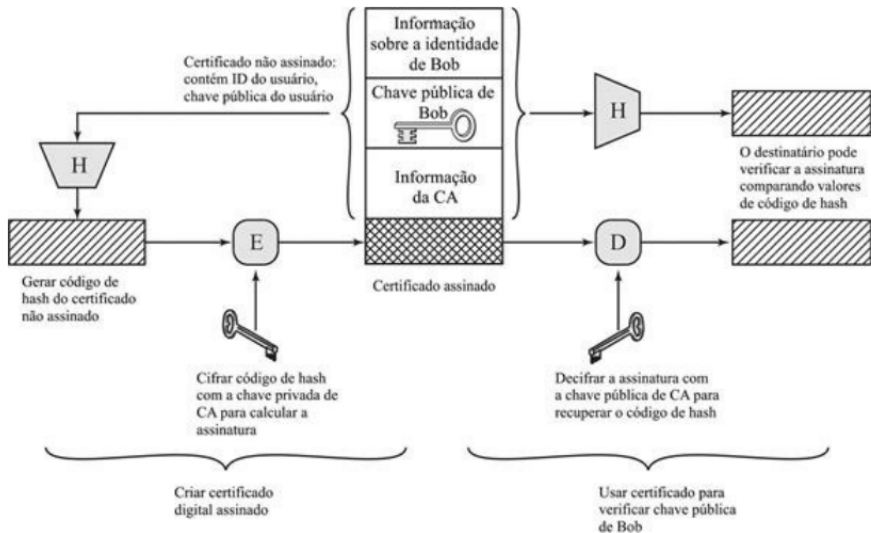 Informação
sobre a identidade
de Bob
Certificado não assinado:
contém ID do usuário,
chave pública do usuário
Chave pública de
Bob
H
H
Informação
da CA
O destinatário pode
verificar a assinatura
comparando valores
de código de hash
E
D
Gerar código de
hash do certificado
não assinado
Certificado assinado
Cifrar código de hash
com a chave privada de
CA para calcular a
assinatura
Decifrar a assinatura com
a chave pública de CA para
recuperar o código de hash
Criar certificado
digital assinado
Usar certificado para
verificar chave pública
de Bob